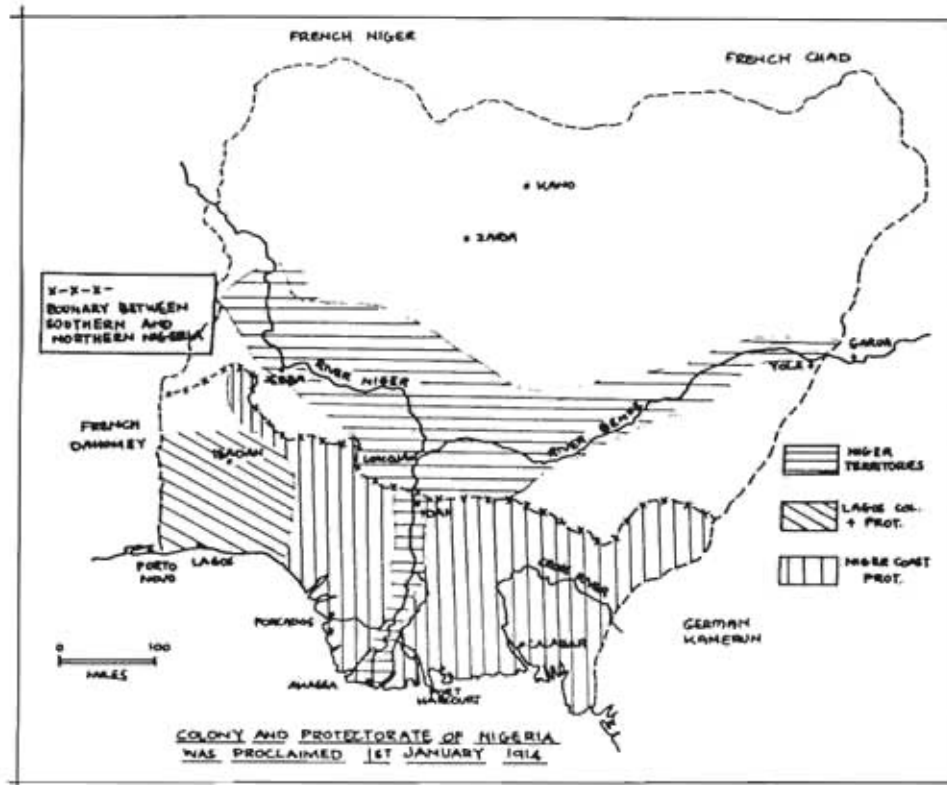 FRENCH NIGER
FRENCH CHAD
KANO
ZARIA
x-x-x-
BOUNARY BETWEEN
SOUTHERN AND
NORTHERN NIGERIA
GAROA
YOLA
JEBBA
RIVER NIGER
RIVER BENUE
FRENCH
DAHOMEY
IBADAN
LOKOJA
NIGER
TERRITORIES
IDAH
LAGOS COL.
+ PROT.
PORTO
NOVO
LAGOS
CROSS RIVER
NIGER COAST
PROT.
FORCADOS
CALABAR
GERMAN
KAMERUN
0 100
MILES
AKASSA
PORT
HARCOURT
COLONY AND PROTECTORATE OF NIGERIA
WAS PROCLAIMED 1ST JANUARY 1914